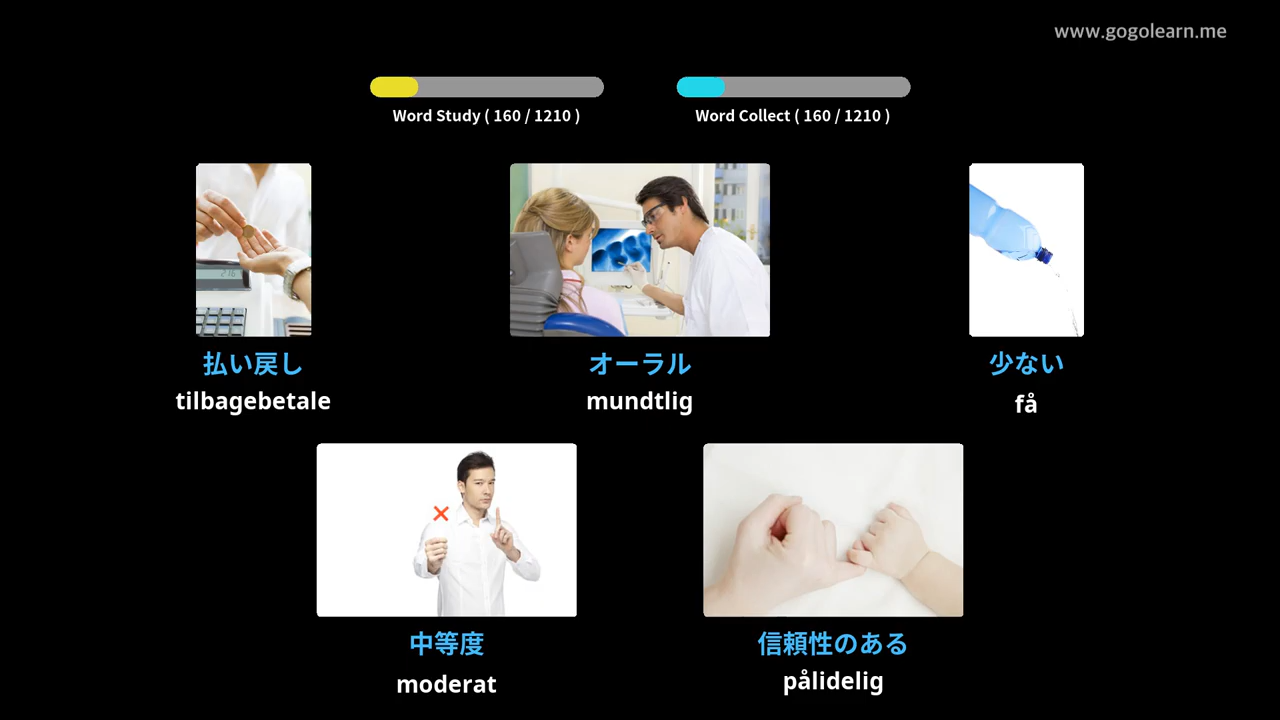 www.gogolearn.me
Word Study ( 160 / 1210 )
Word Collect ( 160 / 1210 )
払い戻し
tilbagebetale
オーラル
mundtlig
少ない
få
中等度
moderat
信頼性のある
pålidelig